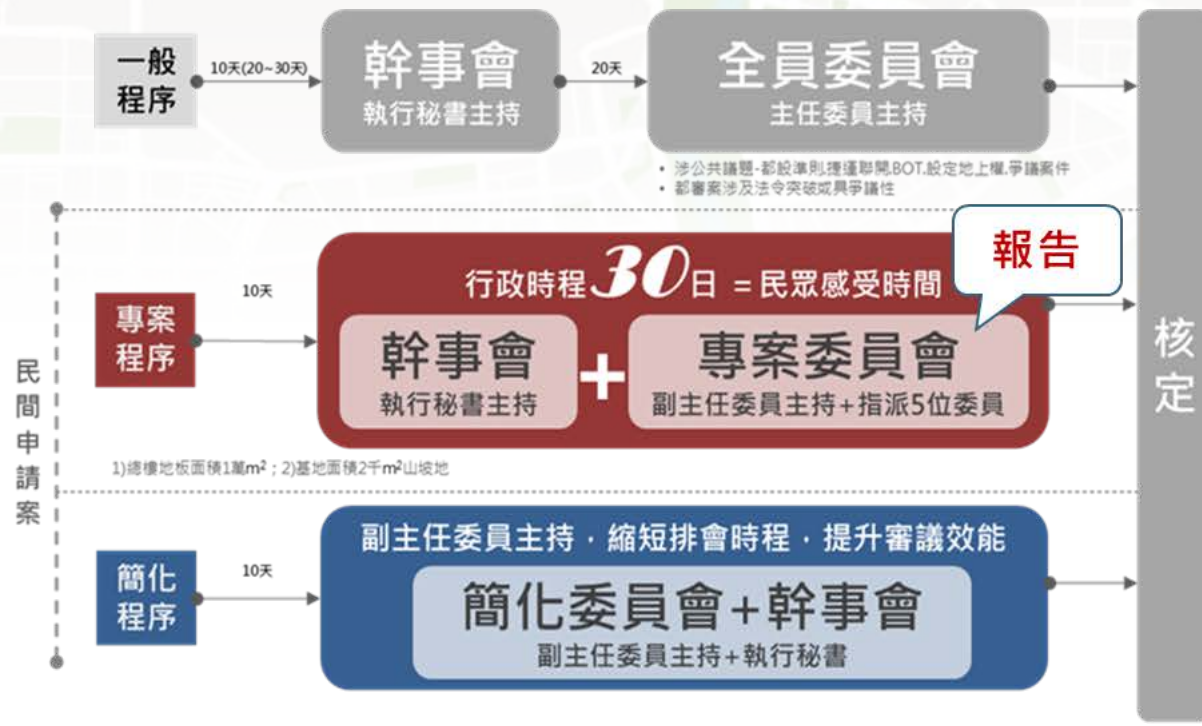 一般
程序
10天(20~30天)
幹事會
執行秘書主持
20天
全員委員會
主任委員主持
• 涉公共議題-都設準則,捷運聯開,BOT,設定地上權,爭議案件
• 都審案涉及法令突破或具爭議性
核定
民間申請案
專案
程序
10天
行政時程30日 = 民眾感受時間
報告
幹事會
執行秘書主持
+
專案委員會
副主任委員主持+指派5位委員
1)總樓地板面積1萬m²；2)基地面積2千m²山坡地
簡化
程序
10天
副主任委員主持，縮短排會時程，提升審議效能
簡化委員會+幹事會
副主任委員主持+執行秘書